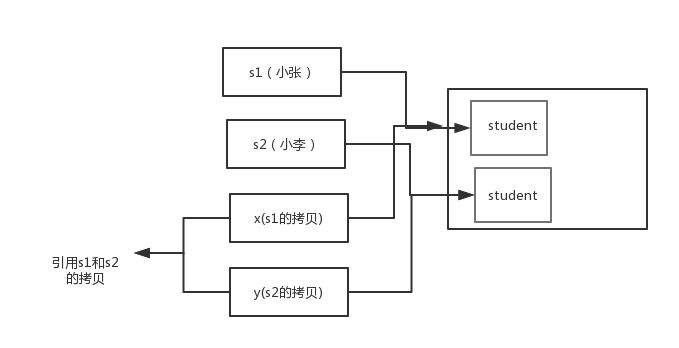 s1（小张）
student
s2（小李）
student
x(s1的拷贝)
引用s1和s2
的拷贝
y(s2的拷贝)